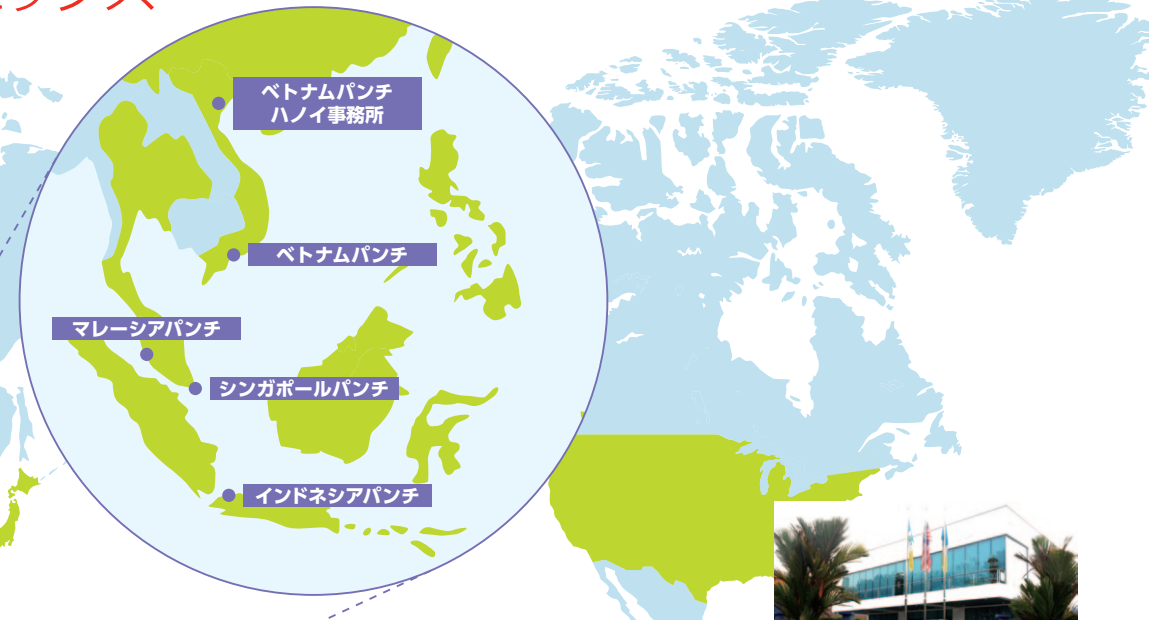 ベトナムパンチ
ハノイ事務所
ベトナムパンチ
マレーシアパンチ
シンガポールパンチ
インドネシアパンチ